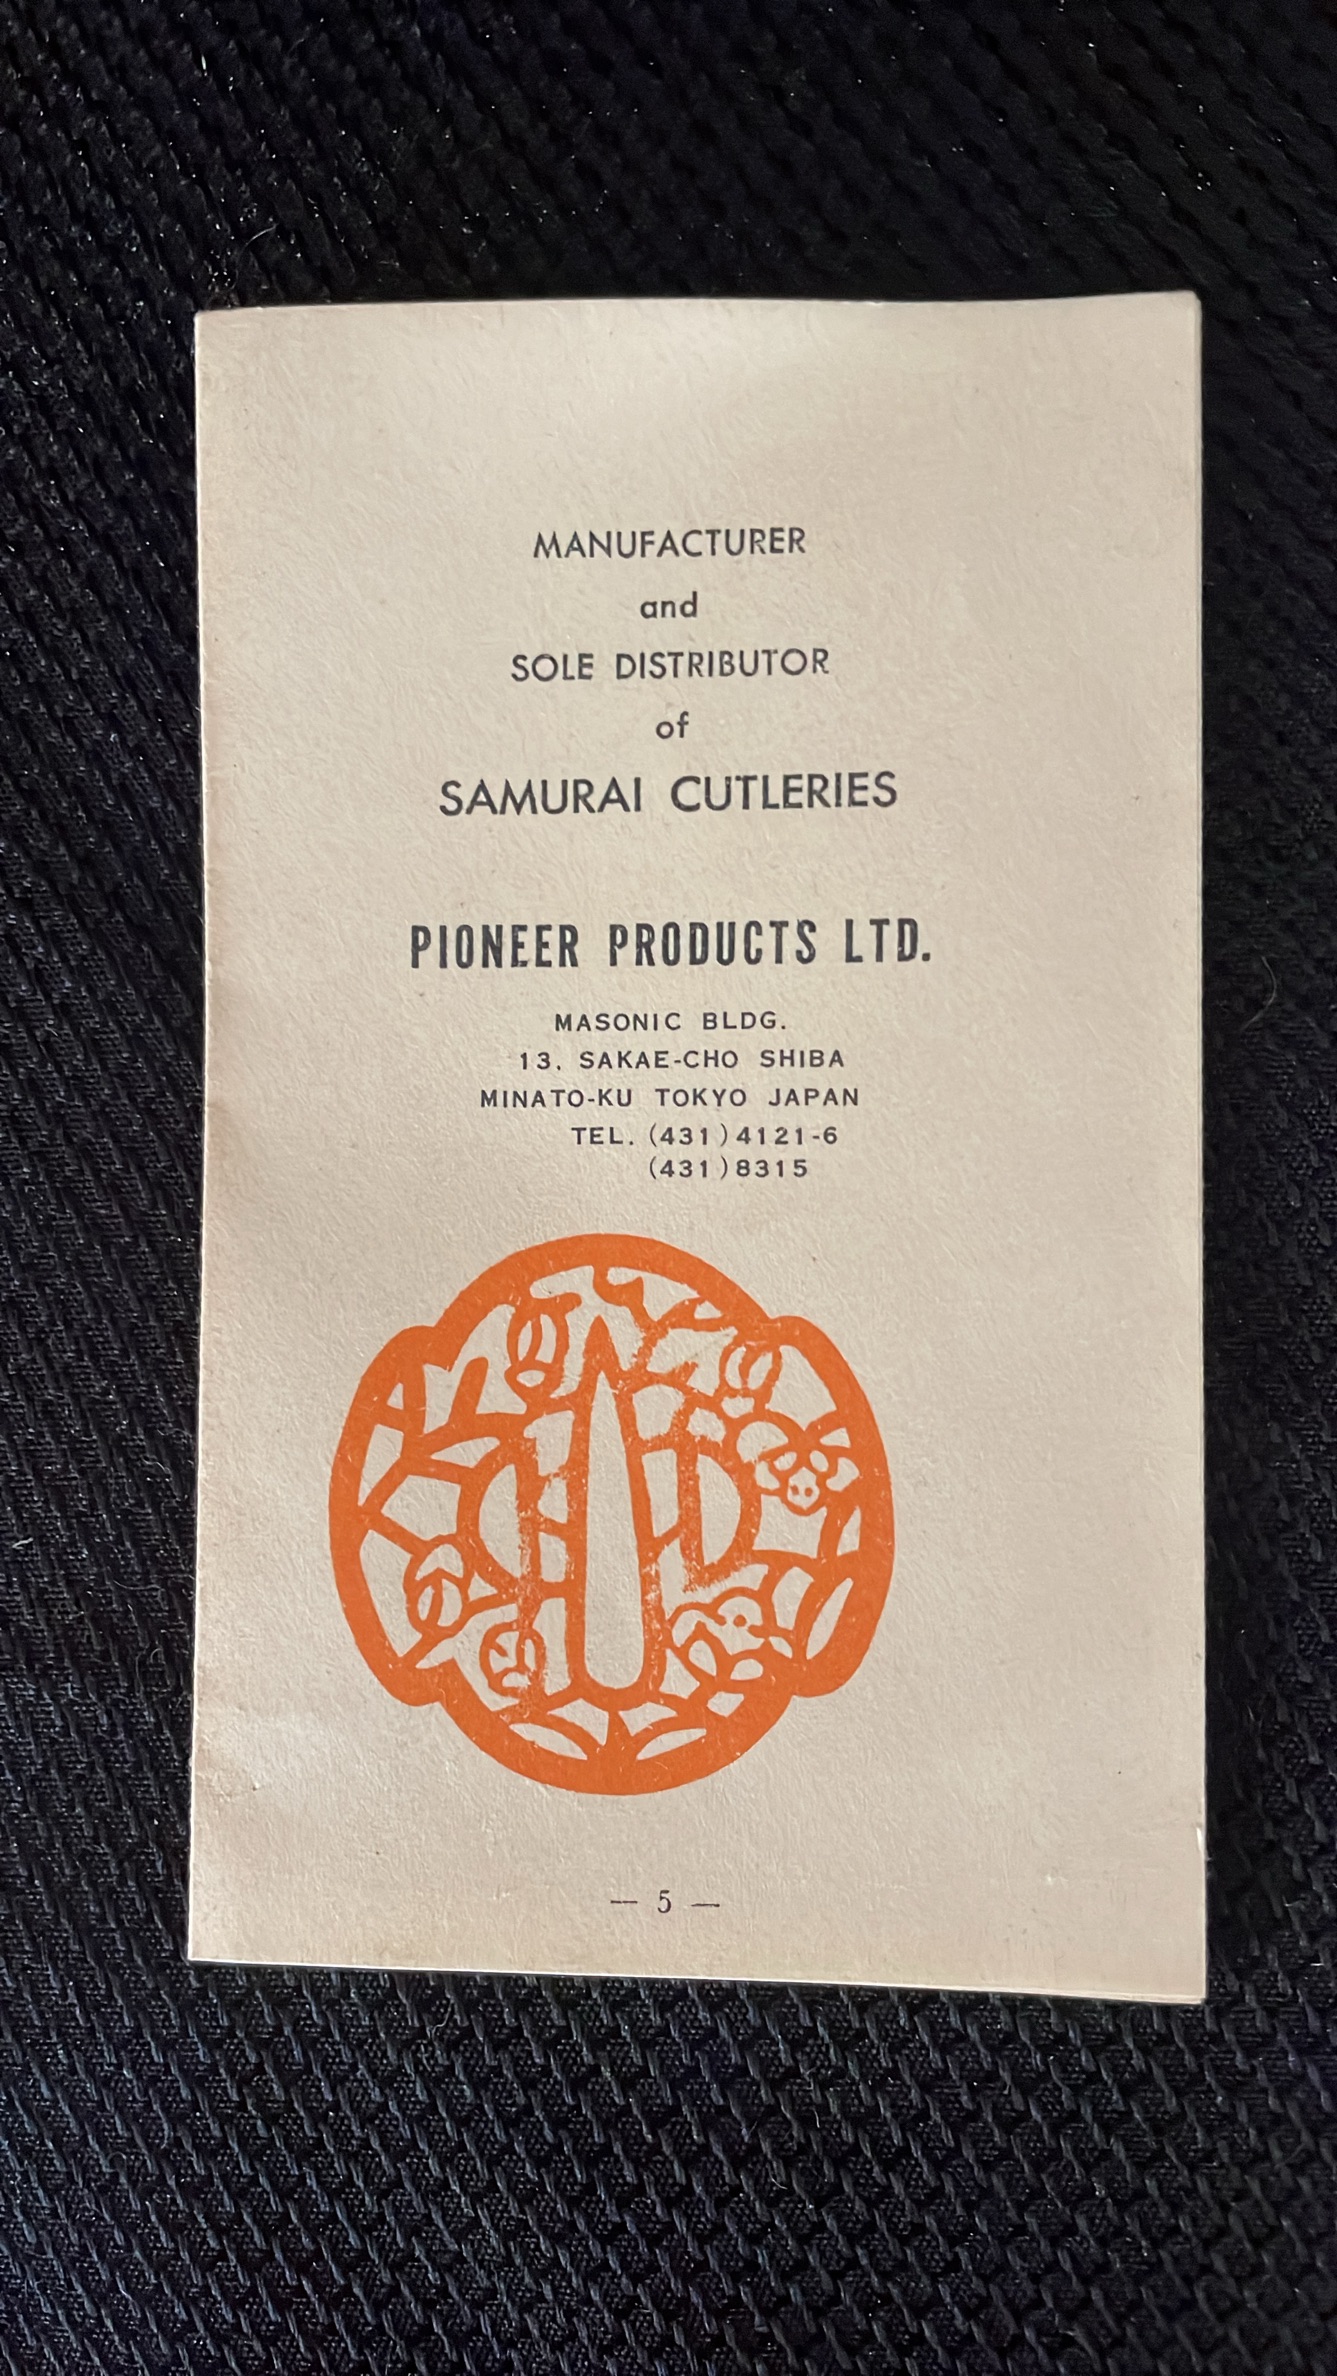 MANUFACTURER
and
SOLE DISTRIBUTOR
of
SAMURAI CUTLERIES
PIONEER PRODUCTS LTD.
MASONIC BLDG.
13. SAKAE-CHO SHIBA
MINATO-KU TOKYO JAPAN
TEL. (431) 4121-6
(431) 8315
— 5 —